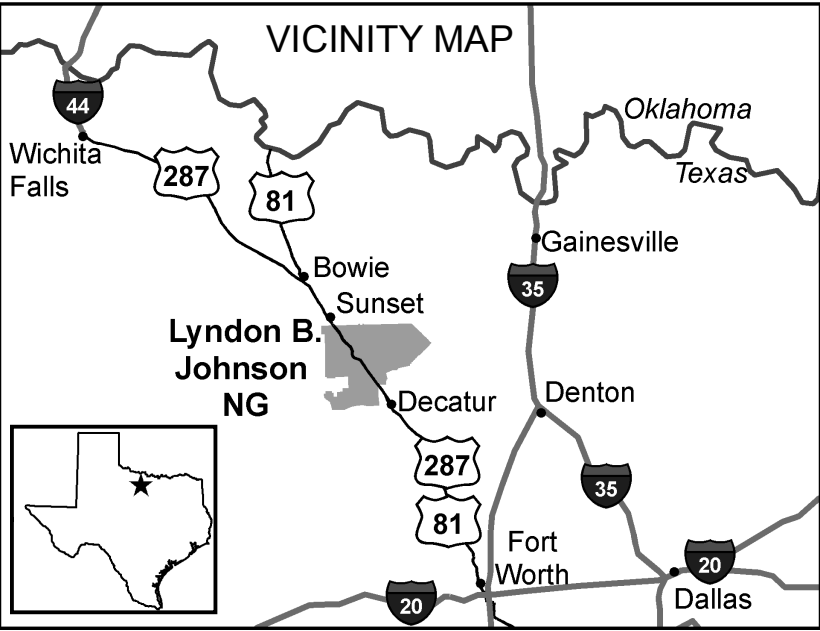 VICINITY MAP
44
Oklahoma
Texas
Wichita
Falls
287
81
Gainesville
Bowie
35
Sunset
Lyndon B.
Johnson
NG
Decatur
Denton
287
35
81
Fort
Worth
20
20
Dallas